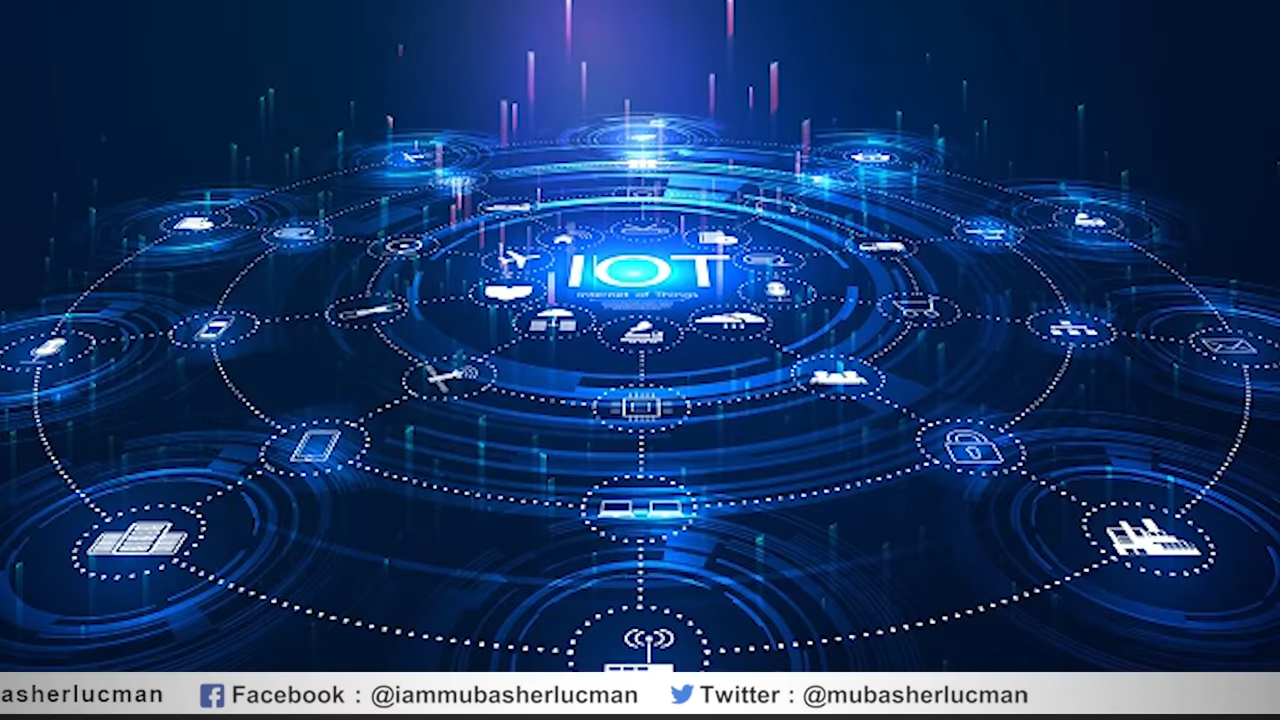 IOT
Internet of Things
asherlucman Facebook : @iammubasherlucman Twitter : @mubasherlucman